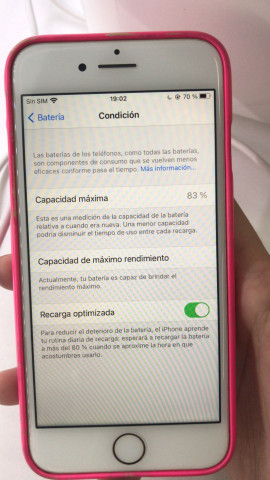 Sin SIM 19:02 70 %
Batería Condición
Las baterías de los teléfonos, como todas las baterías,
son componentes de consumo que se vuelven menos
eficaces conforme pasa el tiempo. Más información...
Capacidad máxima 83 %
Esta es una medición de la capacidad de la batería
relativa a cuando era nueva. Una menor capacidad
podría disminuir el tiempo de uso entre cada recarga.
Capacidad de máximo rendimiento
Actualmente, tu batería es capaz de brindar el
rendimiento máximo.
Recarga optimizada
Para reducir el deterioro de la batería, el iPhone aprende
tu rutina diaria de recarga: esperará a recargar la batería
a más del 80 % cuando se aproxime la hora en que
acostumbras usarlo.